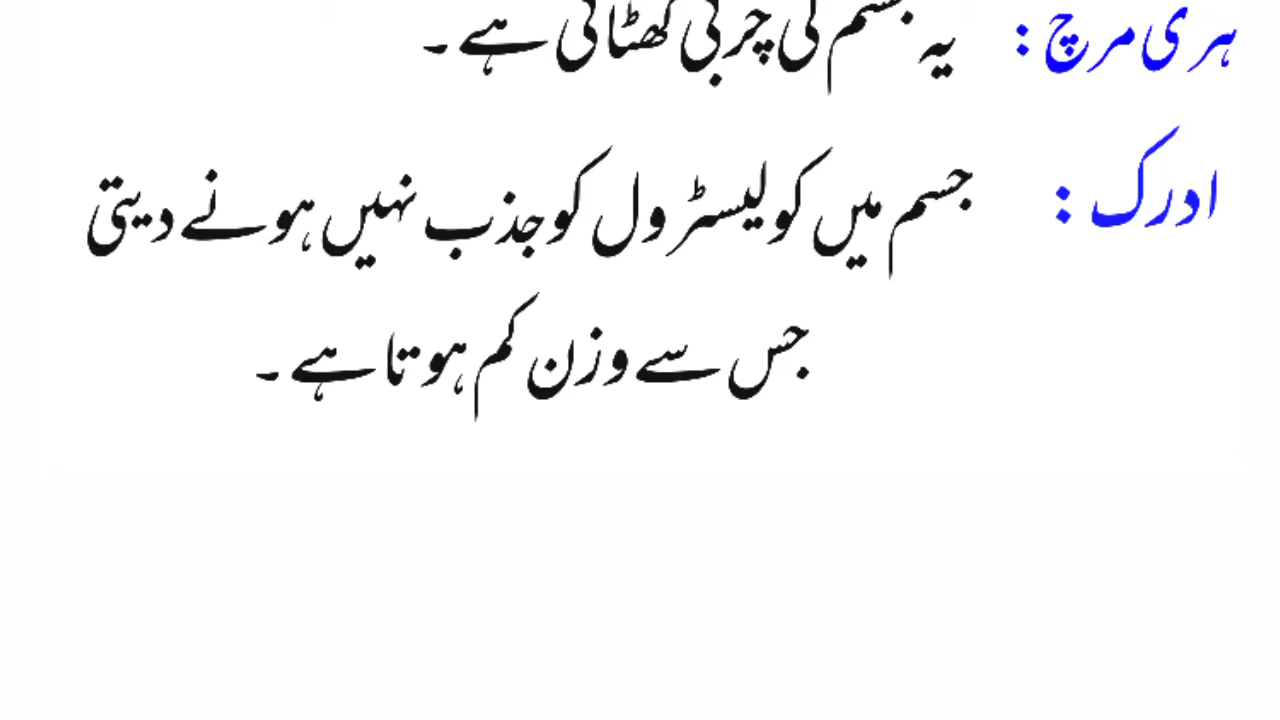 ہری مرچ : یہ جسم کی چربی گھٹاتی ہے ۔
ادرک : جسم میں کولیسٹرول کو جذب نہیں ہونے دیتی
جس سے وزن کم ہوتا ہے ۔